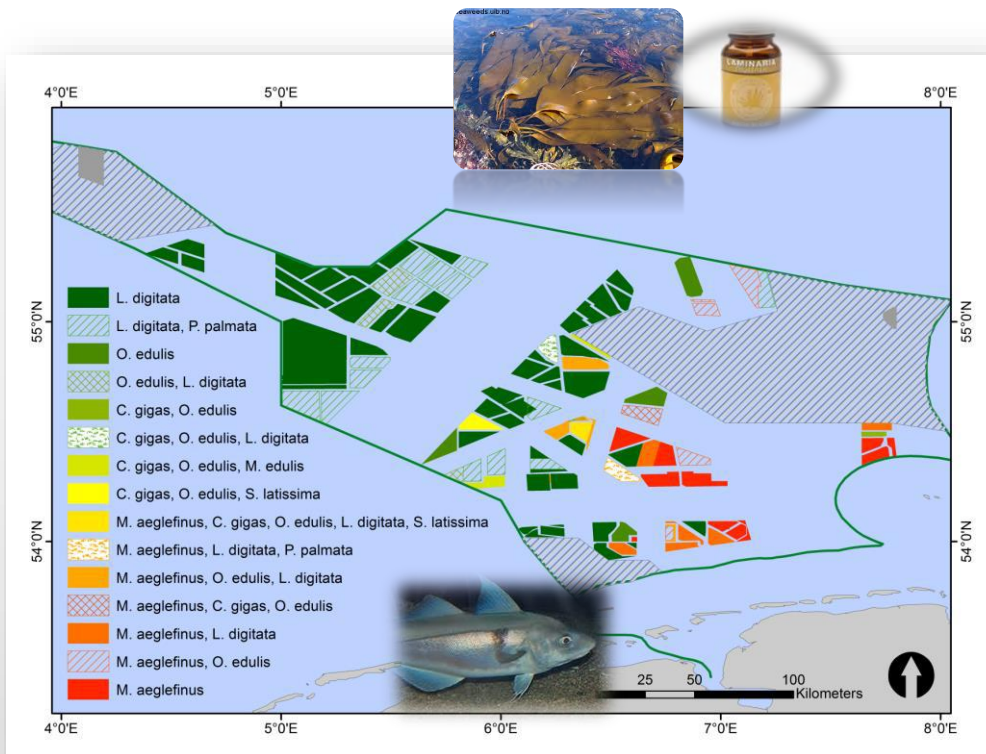 seaweeds.uib.no
LAMINARIA
4°0'E
5°0'E
8°0'E
55°0'N
55°0'N
54°0'N
54°0'N
L. digitata
L. digitata, P. palmata
O. edulis
O. edulis, L. digitata
C. gigas, O. edulis
C. gigas, O. edulis, L. digitata
C. gigas, O. edulis, M. edulis
C. gigas, O. edulis, S. latissima
M. aeglefinus, C. gigas, O. edulis, L. digitata, S. latissima
M. aeglefinus, L. digitata, P. palmata
M. aeglefinus, O. edulis, L. digitata
M. aeglefinus, C. gigas, O. edulis
M. aeglefinus, L. digitata
M. aeglefinus, O. edulis
M. aeglefinus
25 50 100
Kilometers
4°0'E
5°0'E
6°0'E
7°0'E
8°0'E